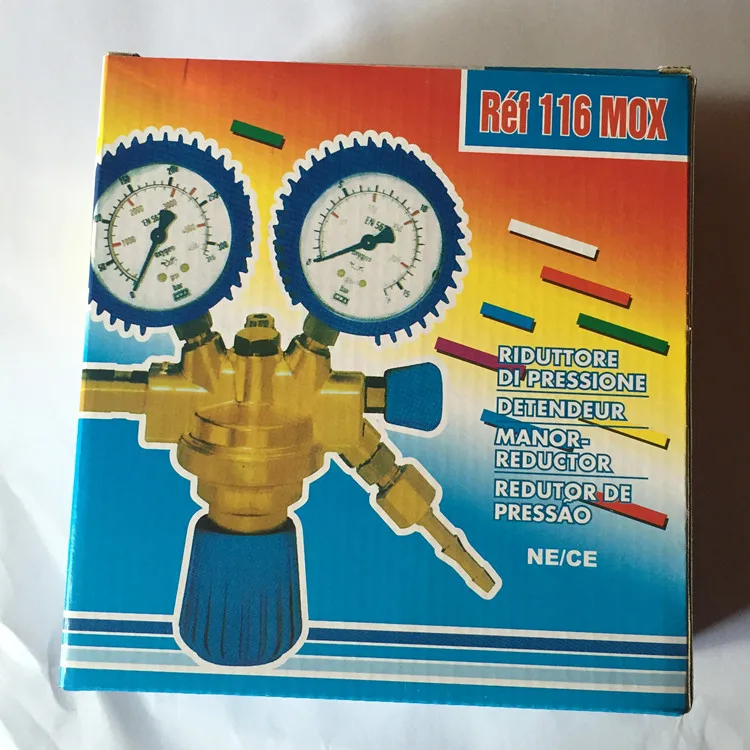 Réf 116 MOX
RIDUTTORE
DI PRESSIONE
DETENDEUR
MANOR-
REDUCTOR
REDUTOR DE
PRESSÃO
NE/CE